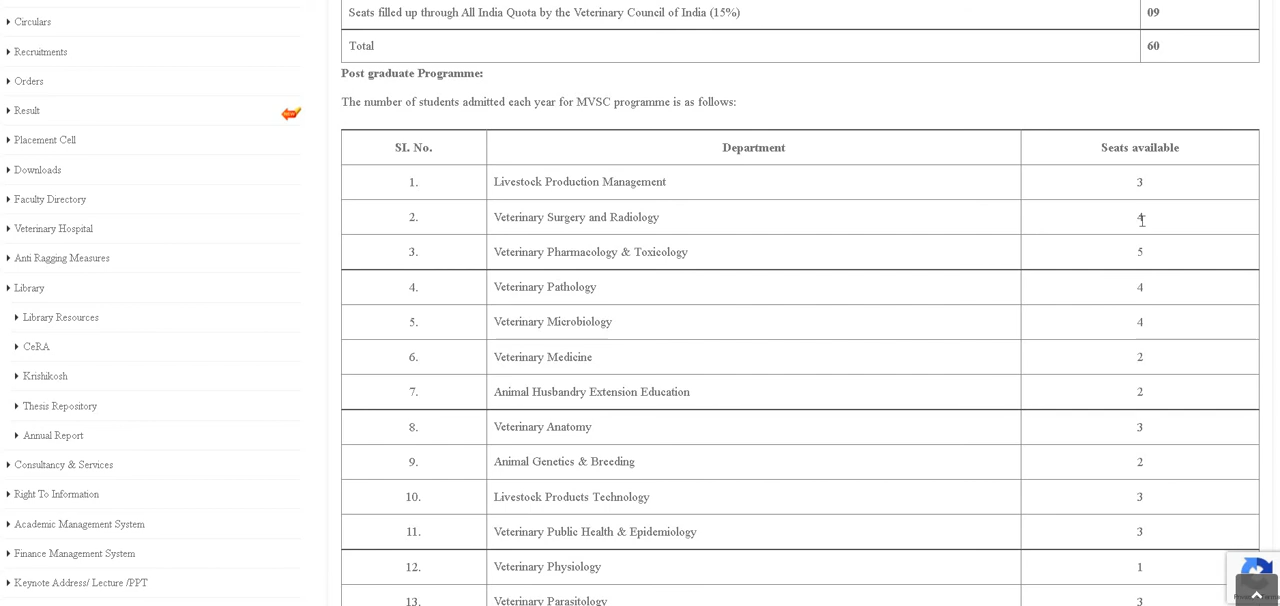 Circulars
Recruitments
Orders
Result
NEW
Placement Cell
Downloads
Faculty Directory
Veterinary Hospital
Anti Ragging Measures
Library
Library Resources
CeRA
Krishikosh
Thesis Repository
Annual Report
Consultancy & Services
Right To Information
Academic Management System
Finance Management System
Keynote Address/ Lecture /PPT
Seats filled up through All India Quota by the Veterinary Council of India (15%) 09
Total 60
Post graduate Programme:
The number of students admitted each year for MVSC programme is as follows:
SI. No. Department Seats available
1. Livestock Production Management 3
2. Veterinary Surgery and Radiology 4
3. Veterinary Pharmacology & Toxicology 5
4. Veterinary Pathology 4
5. Veterinary Microbiology 4
6. Veterinary Medicine 2
7. Animal Husbandry Extension Education 2
8. Veterinary Anatomy 3
9. Animal Genetics & Breeding 2
10. Livestock Products Technology 3
11. Veterinary Public Health & Epidemiology 3
12. Veterinary Physiology 1
13. Veterinary Parasitology 3